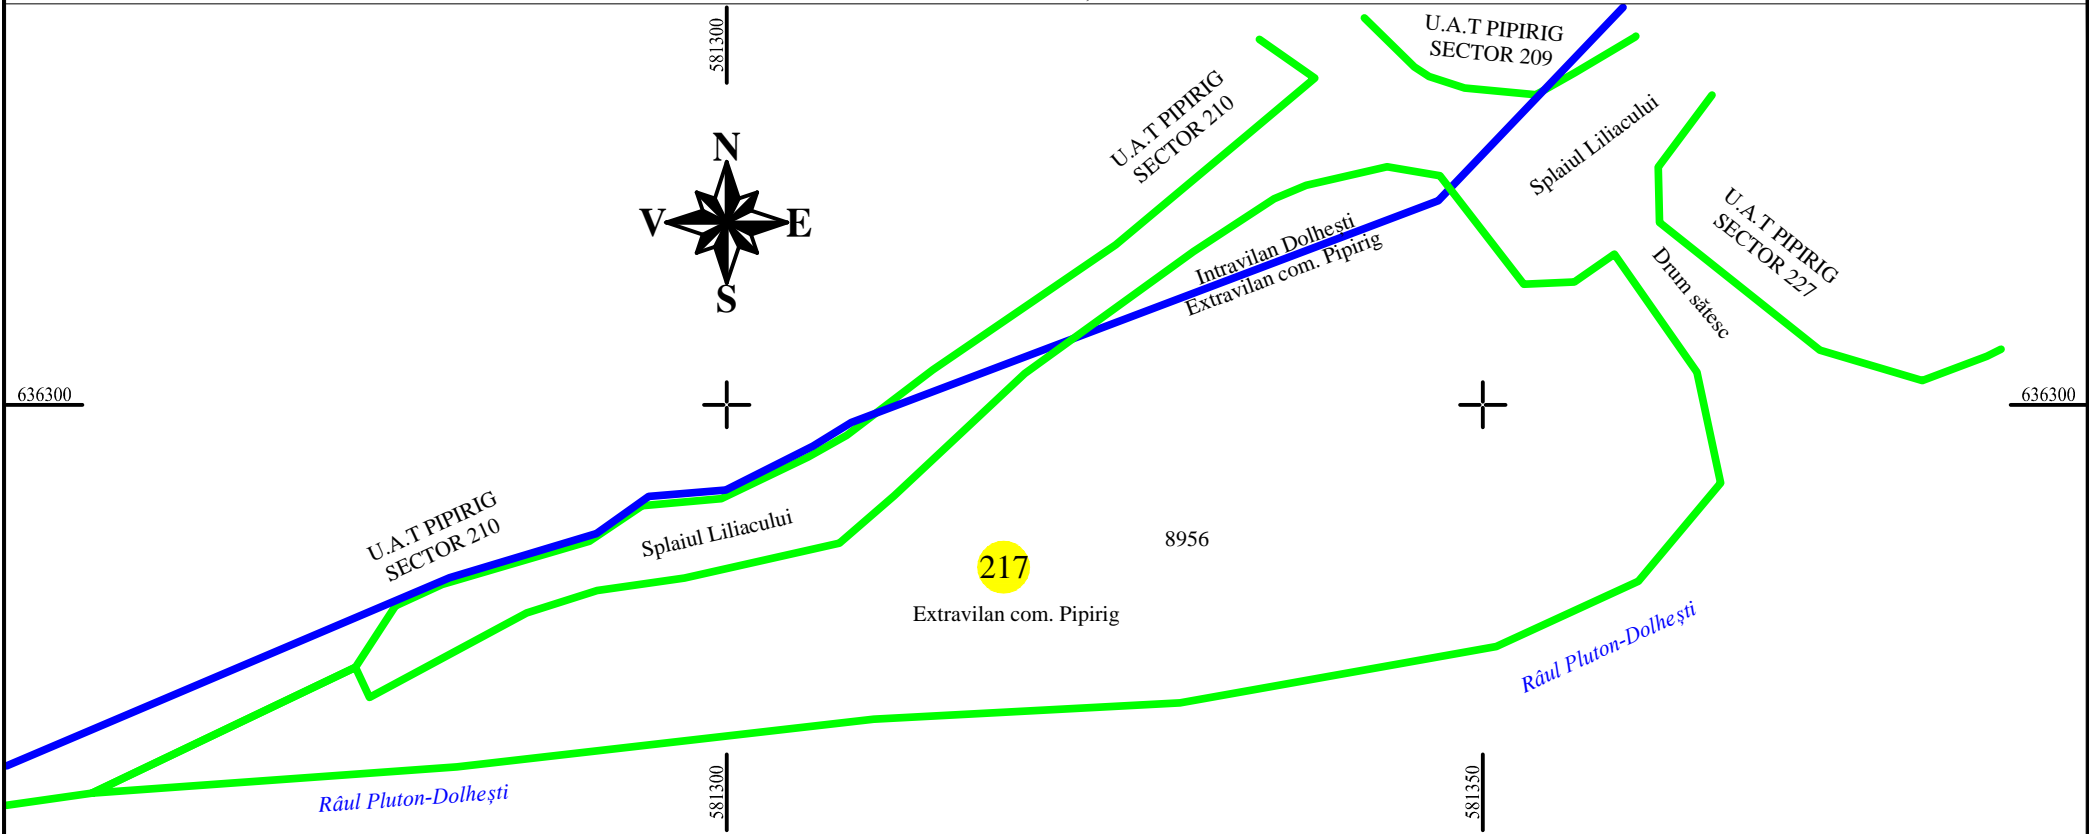 581300
U.A.T PIPIRIG
SECTOR 209
U.A.T PIPIRIG
SECTOR 210
Splaiul Liliacului
N
V
E
S
U.A.T PIPIRIG
SECTOR 227
Intravilan Dolhești
Extravilan com. Pipirig
Drum sătesc
636300
636300
U.A.T PIPIRIG
SECTOR 210
Splaiul Liliacului
8956
217
Extravilan com. Pipirig
Râul Pluton-Dolhești
Râul Pluton-Dolhești
581300
581350